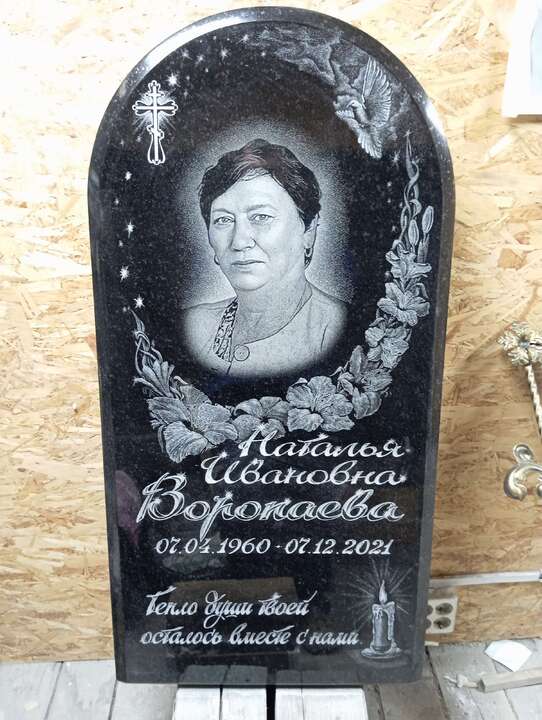 Наталья
Ивановна
Воропаева
07.04.1960 - 07.12.2021
Тепло души твоей
осталось вместе с нами.